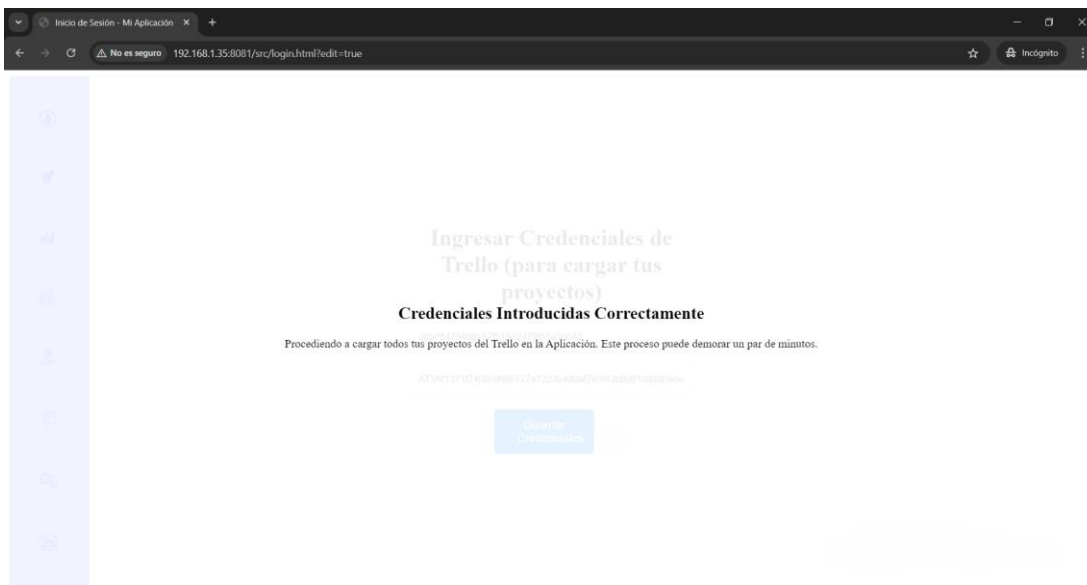 Inicio de Sesión - Mi Aplicación
No es seguro 192.168.1.35:8081/src/login.html?edit=true
Incógnito
Ingresar Credenciales de
Trello (para cargar tus
proyectos)
Credenciales Introducidas Correctamente
Procediendo a cargar todos tus proyectos del Trello en la Aplicación. Este proceso puede demorar un par de minutos.
Guardar
Credenciales